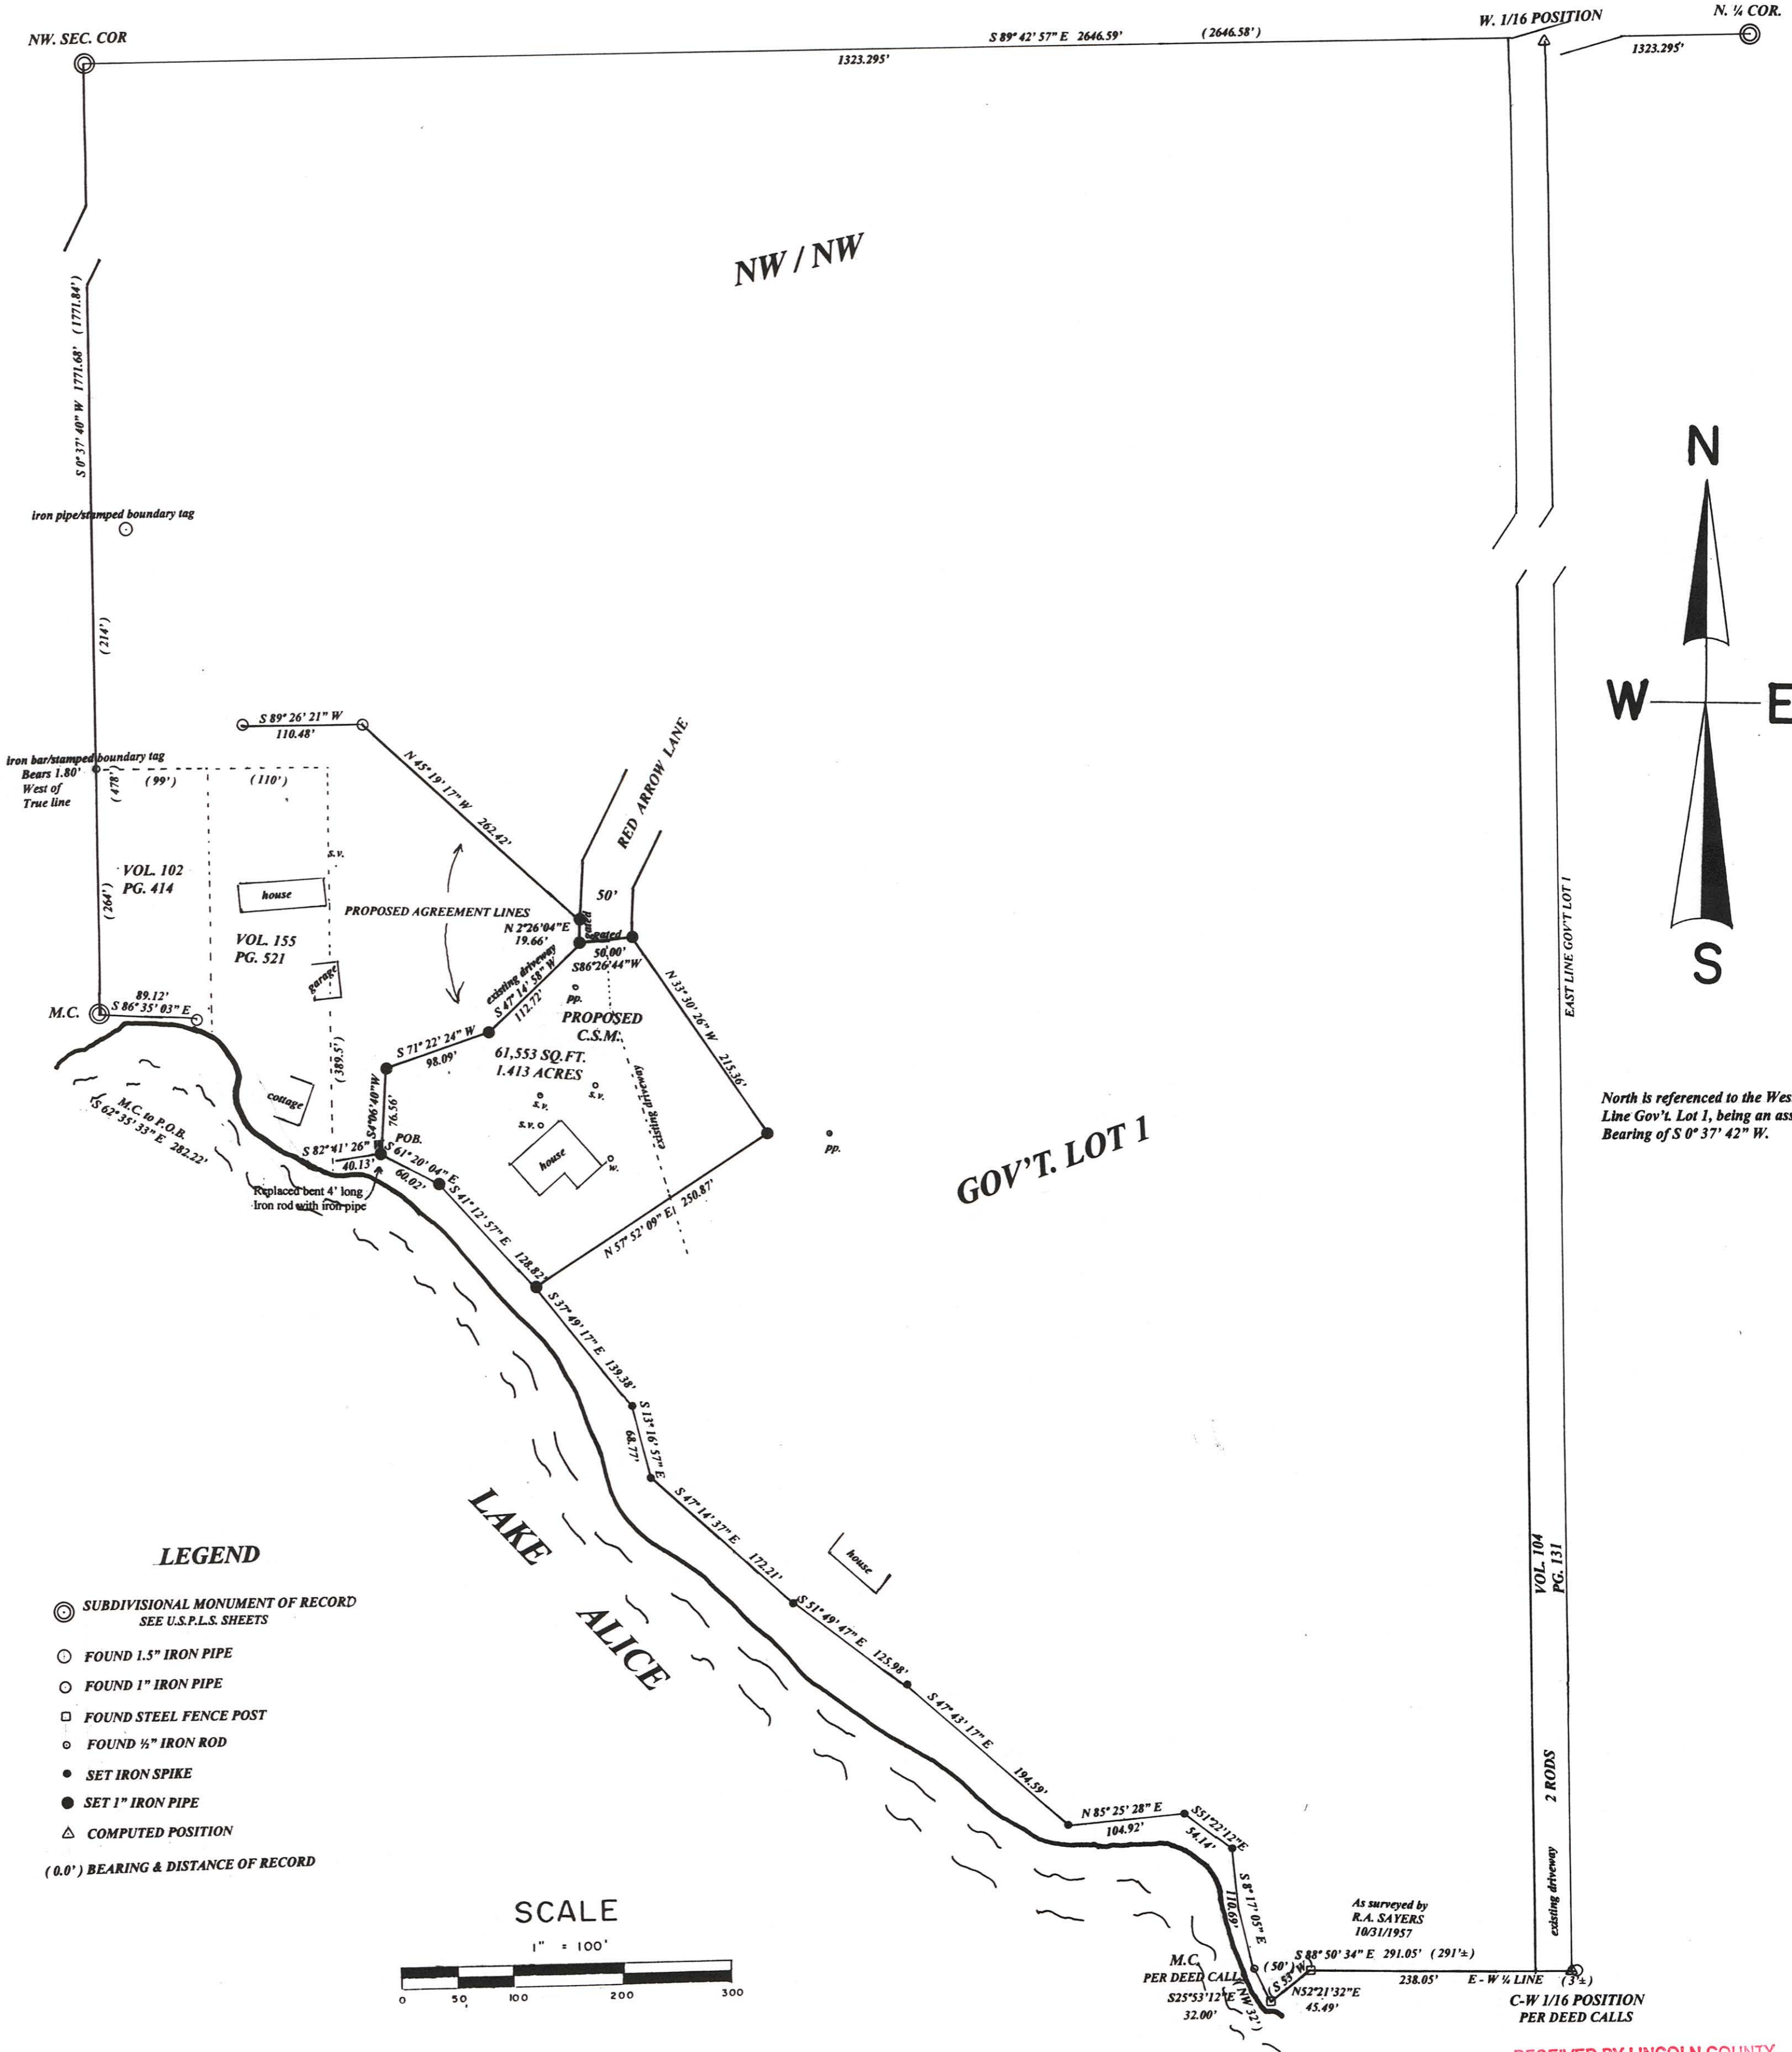 NW. SEC. COR
S 89° 42' 57" E 2646.59' (2646.58')
1323.295'
W. 1/16 POSITION
N. ¼ COR.
1323.295'
NW / NW
S 0° 37' 40" W 1771.68' (1771.84')
iron pipe/stamped boundary tag
(214')
N
W
E
S
S 89° 26' 21" W
110.48'
iron bar/stamped boundary tag
Bears 1.80'
West of
True line
(478')
(99')
(110')
N 45° 19' 17" W 262.42'
RED ARROW LANE
50'
s.v.
VOL. 102
PG. 414
(264')
house
PROPOSED AGREEMENT LINES
N 2°26'04"E
19.66'
gated
gated
50.00'
S86°26'44"W
VOL. 155
PG. 521
garage
existing driveway
S 47° 14' 58" W
112.72'
pp.
N 33° 30' 26" W 215.36'
EAST LINE GOV'T LOT 1
M.C.
89.12'
S 86° 35' 03" E
PROPOSED
C.S.M.
61,553 SQ.FT.
1.413 ACRES
S 71° 22' 24" W
98.09'
(389.5')
existing driveway
s.v.
s.v.
s.v.
cottage
M.C. to P.O.B.
S 62° 35' 33" E 282.22'
S4°06'40"W
76.56'
POB.
S 82° 41' 26" W
40.13'
S 61° 20' 04" E
60.02'
house
w.
pp.
Replaced bent 4' long
Iron rod with iron pipe
S 41° 12' 57" E 128.82'
N 57° 52' 09" E 250.87'
GOV'T. LOT 1
North is referenced to the Wes
Line Gov't. Lot 1, being an ass
Bearing of S 0° 37' 42" W.
S 37° 49' 17" E 139.38'
S 13° 16' 57" E
68.77'
S 47° 14' 37" E 172.21'
LAKE
ALICE
house
S 51° 49' 47" E 125.98'
S 47° 43' 17" E 194.59'
VOL. 104
PG. 131
2 RODS
existing driveway
LEGEND
SUBDIVISIONAL MONUMENT OF RECORD
SEE U.S.P.L.S. SHEETS
FOUND 1.5" IRON PIPE
FOUND 1" IRON PIPE
FOUND STEEL FENCE POST
FOUND ½" IRON ROD
SET IRON SPIKE
SET 1" IRON PIPE
COMPUTED POSITION
( 0.0' ) BEARING & DISTANCE OF RECORD
SCALE
1" = 100'
0 50 100 200 300
N 85° 25' 28" E
104.92'
S51°22'12"E
54.14'
S 8° 17' 05" E
110.69'
As surveyed by
R.A. SAYERS
10/31/1957
S 88° 50' 34" E 291.05' (291'±)
238.05' E - W ¼ LINE (3'±)
M.C.
PER DEED CALL
S25°53'12"E
32.00'
(50')
S 53° W
(NW 32')
N52°21'32"E
45.49'
C-W 1/16 POSITION
PER DEED CALLS
RECEIVED BY LINCOLN COUNTY